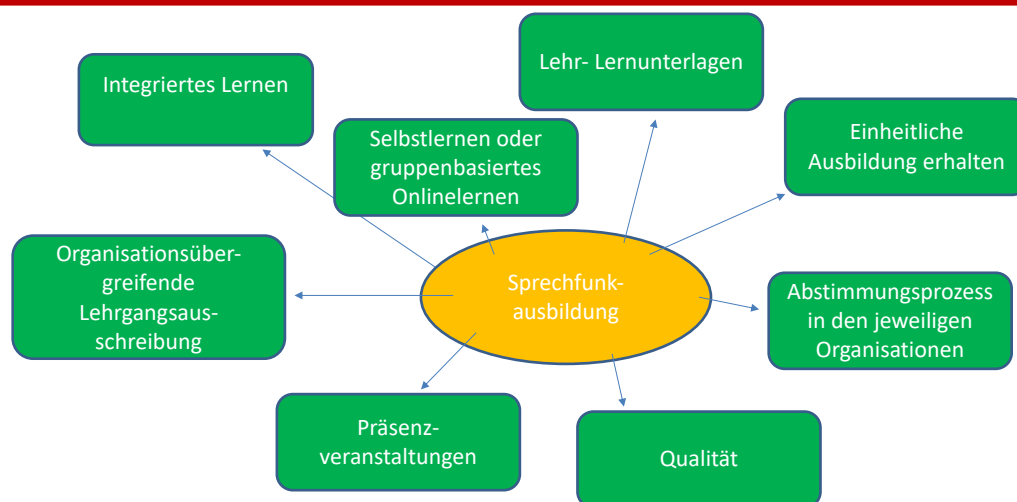 Integriertes Lernen
Lehr- Lernunterlagen
Selbstlernen oder
gruppenbasiertes
Onlinelernen
Einheitliche
Ausbildung erhalten
Organisationsüber-
greifende
Lehrgangsaus-
schreibung
Sprechfunk-
ausbildung
Abstimmungsprozess
in den jeweiligen
Organisationen
Präsenz-
veranstaltungen
Qualität